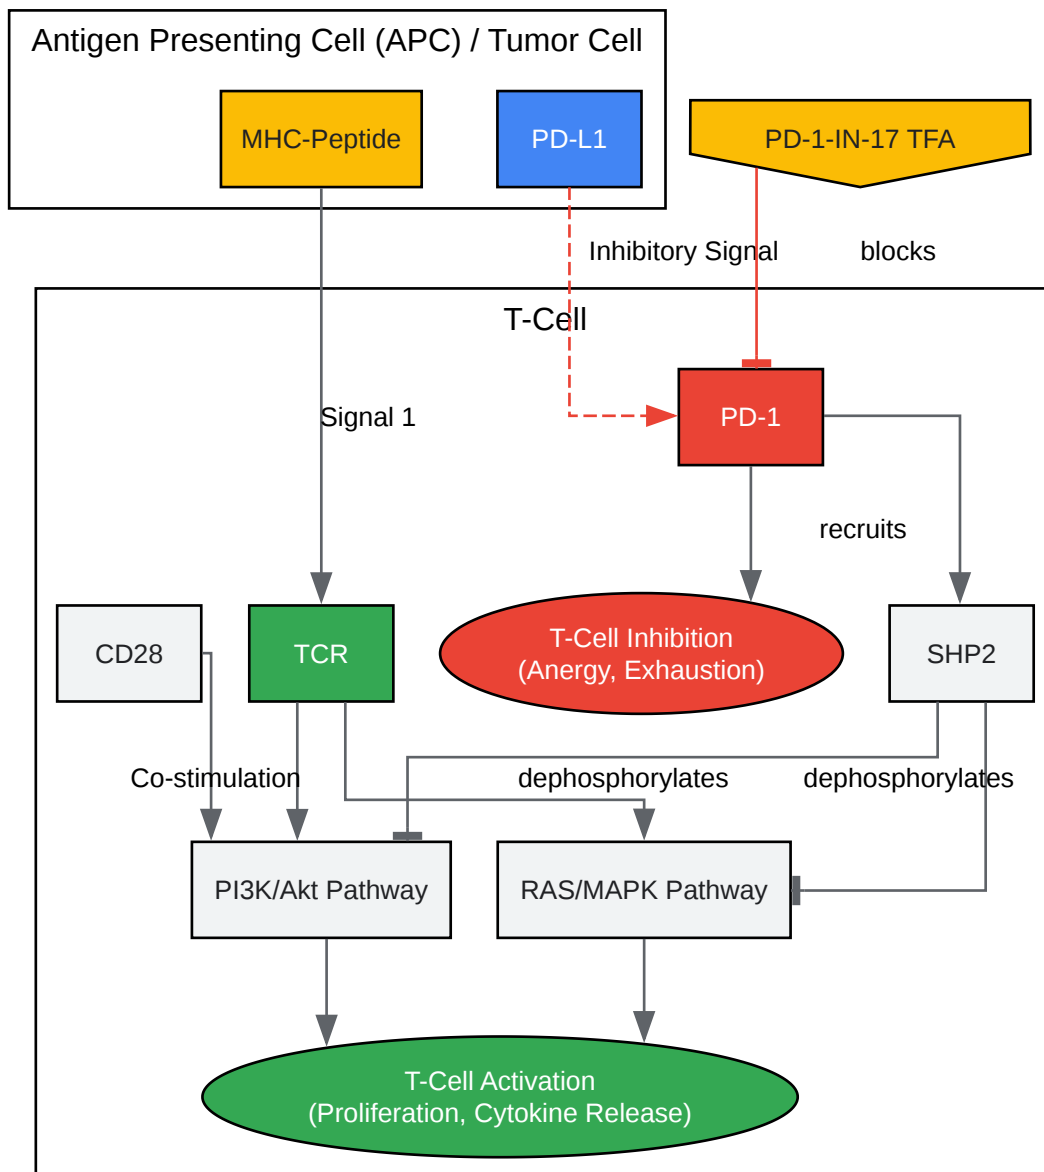 Antigen Presenting Cell (APC) / Tumor Cell
MHC-Peptide
PD-L1
PD-1-IN-17 TFA
Inhibitory Signal
blocks
T-Cell
Signal 1
PD-1
recruits
CD28
TCR
T-Cell Inhibition
(Anergy, Exhaustion)
SHP2
Co-stimulation
dephosphorylates
dephosphorylates
PI3K/Akt Pathway
RAS/MAPK Pathway
T-Cell Activation
(Proliferation, Cytokine Release)